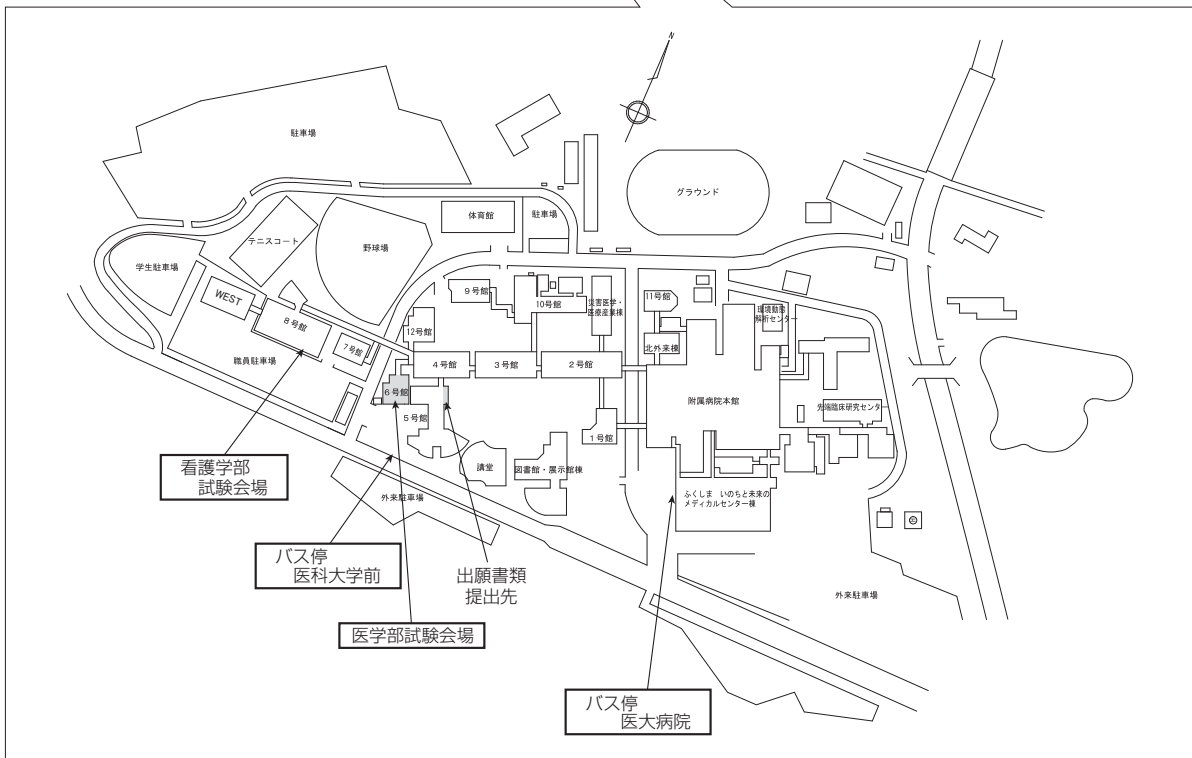 N
駐車場
グラウンド
体育館
駐車場
テニスコート
野球場
学生駐車場
WEST
8号館
7号館
職員駐車場
9号館
10号館
災害医学・
医療産業棟
11号館
環境動態
解析センター
12号館
北外来棟
4号館
3号館
2号館
附属病院本館
6号館
5号館
先端臨床研究センター
1号館
講堂
図書館・展示館棟
ふくしま いのちと未来の
メディカルセンター棟
外来駐車場
外来駐車場
看護学部
試験会場
バス停
医科大学前
出願書類
提出先
医学部試験会場
バス停
医大病院